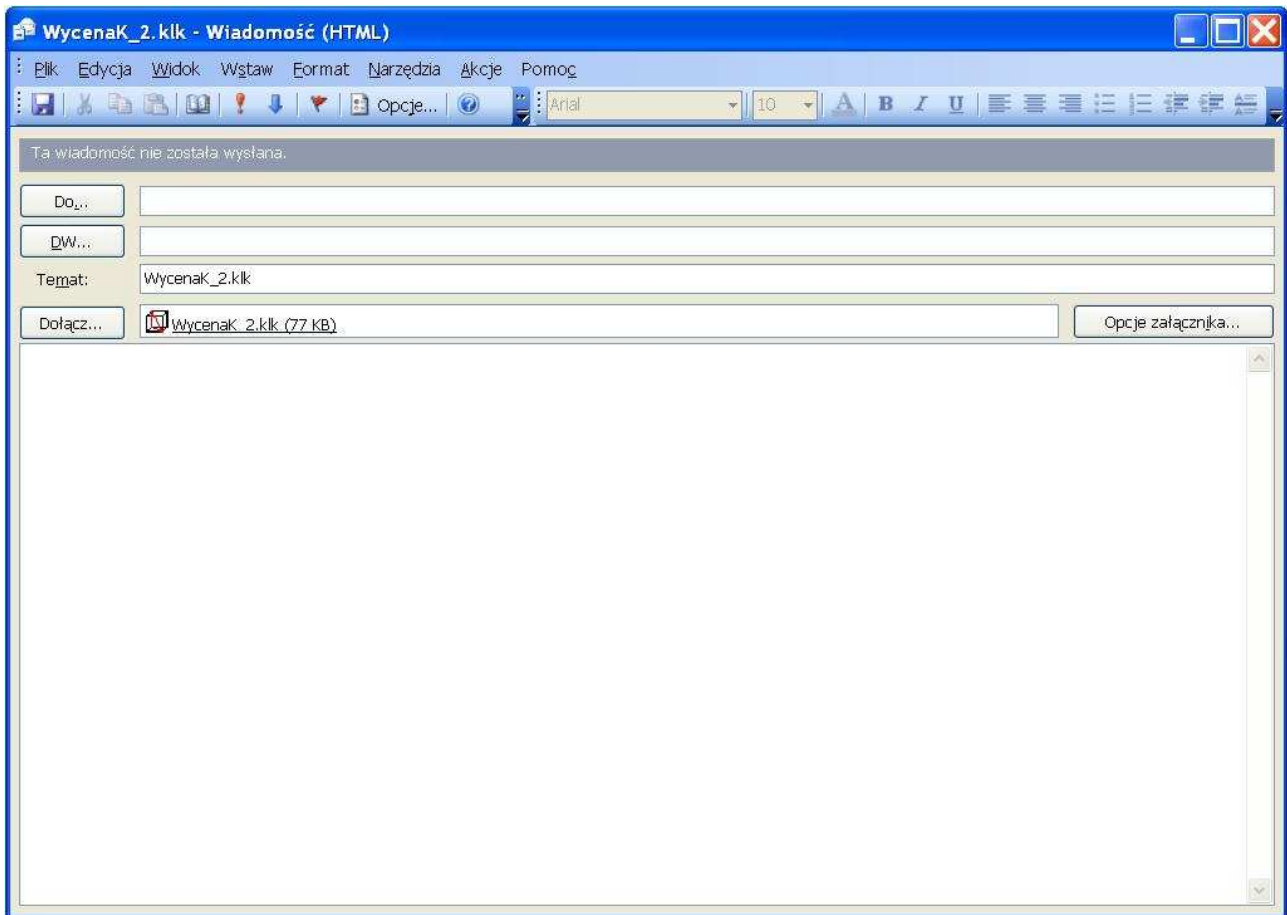 WycenaK_2.klk - Wiadomość (HTML)
Plik Edycja Widok Wstaw Format Narzędzia Akcje Pomoc
Opcje... Arial 10 A B I U
Ta wiadomość nie została wysłana.
Do...
DW...
Temat: WycenaK_2.klk
Dołącz... WycenaK_2.klk (77 KB) Opcje załącznika...